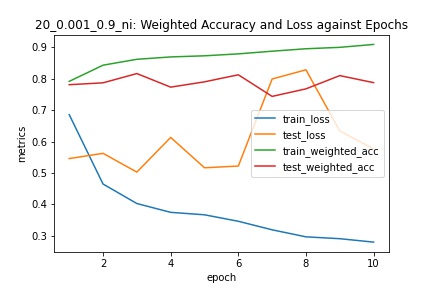 20_0.001_0.9_ni: Weighted Accuracy and Loss against Epochs
0.9
0.8
0.7
0.6
0.5
0.4
0.3
metrics
train_loss
test_loss
train_weighted_acc
test_weighted_acc
2
4
6
8
10
epoch